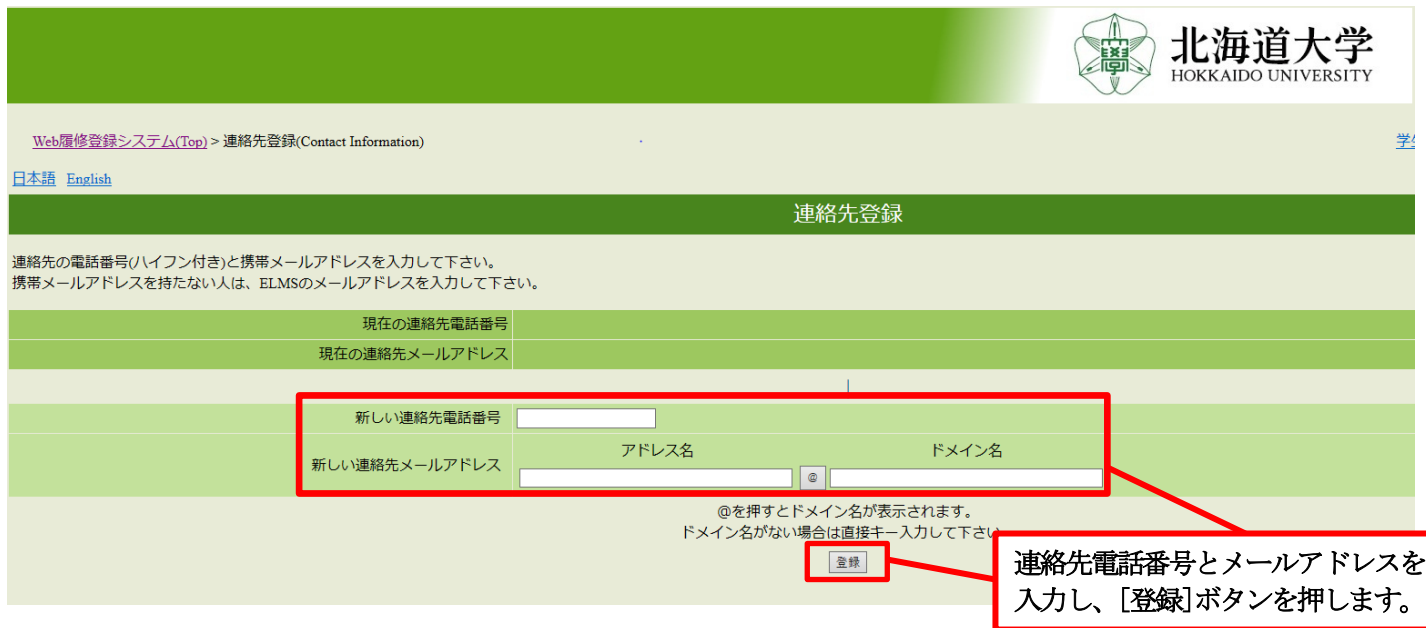 北海道大学
HOKKAIDO UNIVERSITY
Web履修登録システム(Top) > 連絡先登録(Contact Information)
日本語 English
連絡先登録
連絡先の電話番号(ハイフン付き)と携帯メールアドレスを入力して下さい。
携帯メールアドレスを持たない人は、ELMSのメールアドレスを入力して下さい。
現在の連絡先電話番号
現在の連絡先メールアドレス
新しい連絡先電話番号
新しい連絡先メールアドレス
アドレス名 ドメイン名
@
@を押すとドメイン名が表示されます。
ドメイン名がない場合は直接キー入力して下さい
登録
連絡先電話番号とメールアドレスを
入力し、[登録]ボタンを押します。